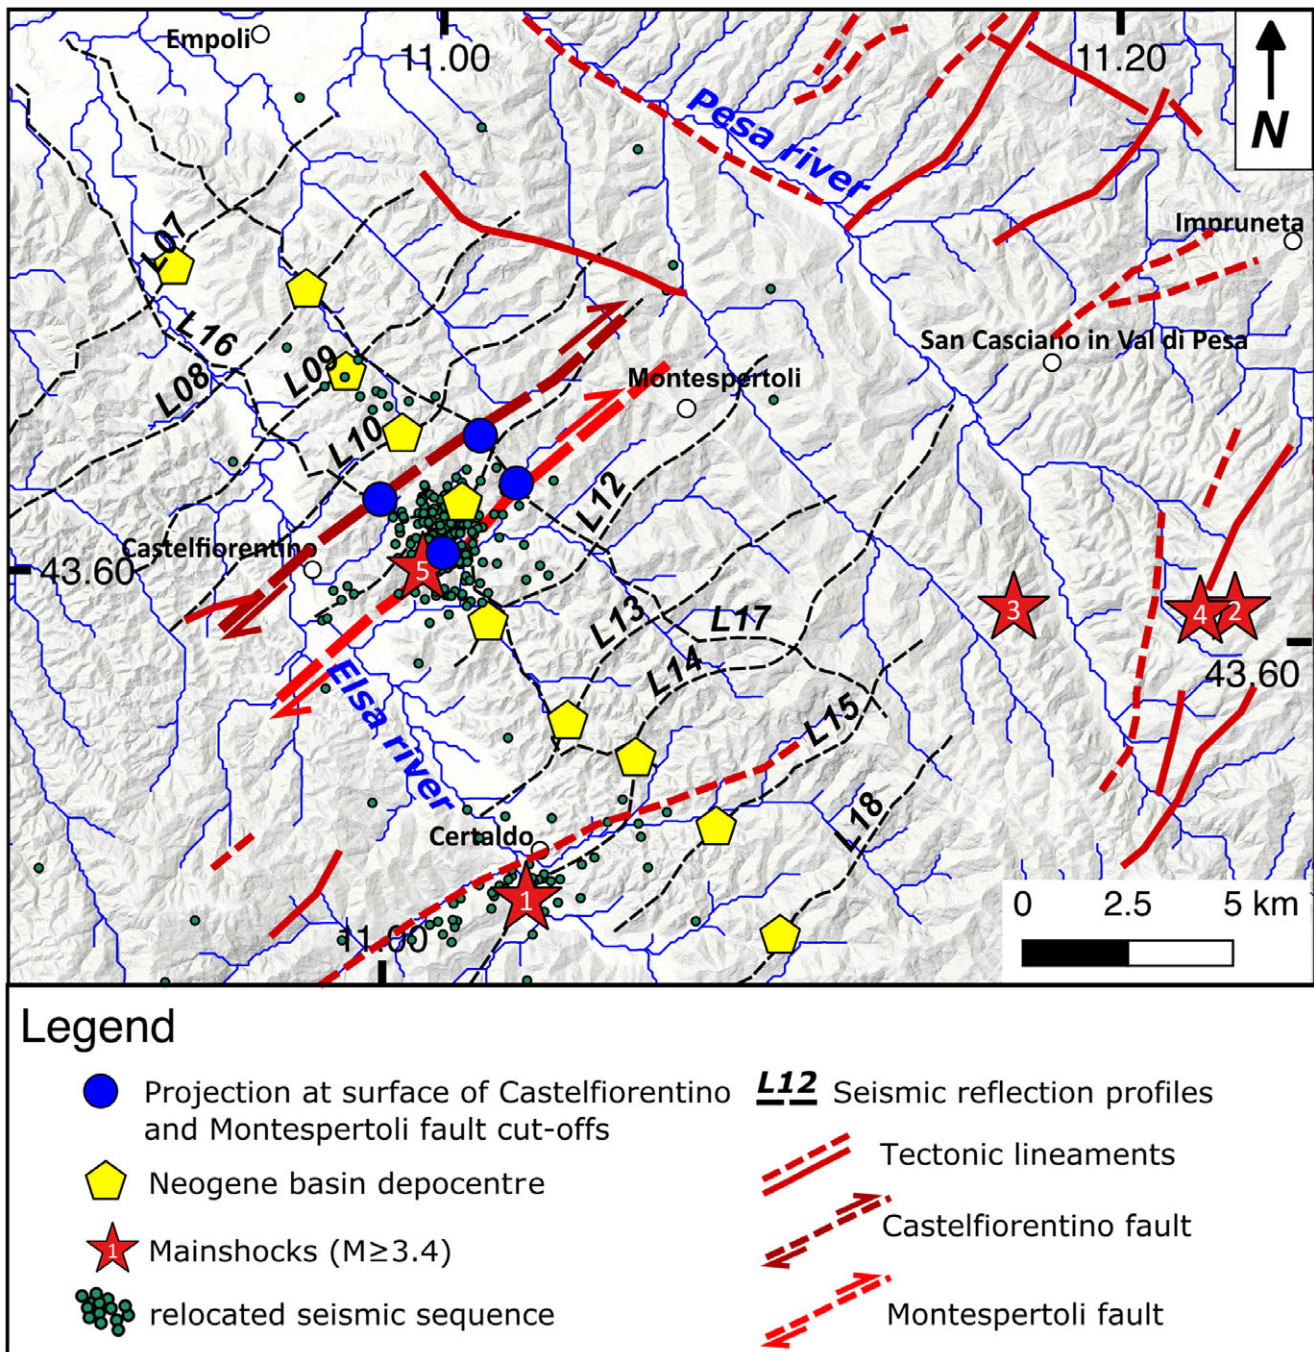 Empoli
11.00
11.20
N
Pesa river
L07
Impruneta
L16
San Casciano in Val di Pesa
L09
L08
Montespertoli
L10
L12
Castelfiorentino
43.60
5
3
4
2
L13
L17
43.60
L14
Elsa river
L15
L18
Certaldo
1
0 2.5 5 km
11.00
Legend
Projection at surface of Castelfiorentino
and Montespertoli fault cut-offs
L12 Seismic reflection profiles
Tectonic lineaments
Neogene basin depocentre
Castelfiorentino fault
1 Mainshocks (M≥3.4)
relocated seismic sequence
Montespertoli fault